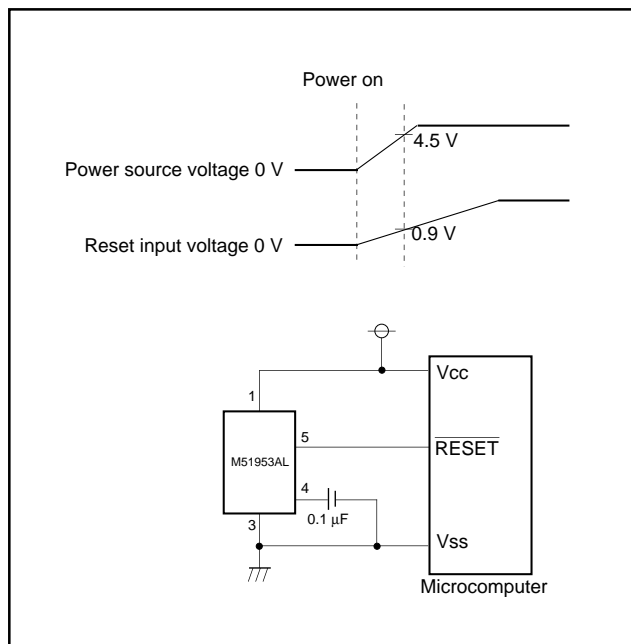 Power on
4.5 V
Power source voltage 0 V
0.9 V
Reset input voltage 0 V
1
Vcc
5
M51953AL
RESET
4
0.1 μF
3
Vss
Microcomputer